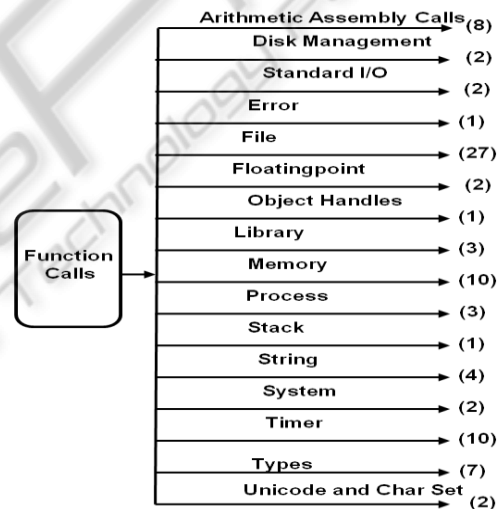 Arithmetic Assembly Calls (8)
Disk Management (2)
Standard I/O (2)
Error (1)
File (27)
Floatingpoint (2)
Object Handles (1)
Library (3)
Function
Calls
Memory (10)
Process (3)
Stack (1)
String (4)
System (2)
Timer (10)
Types (7)
Unicode and Char Set (2)